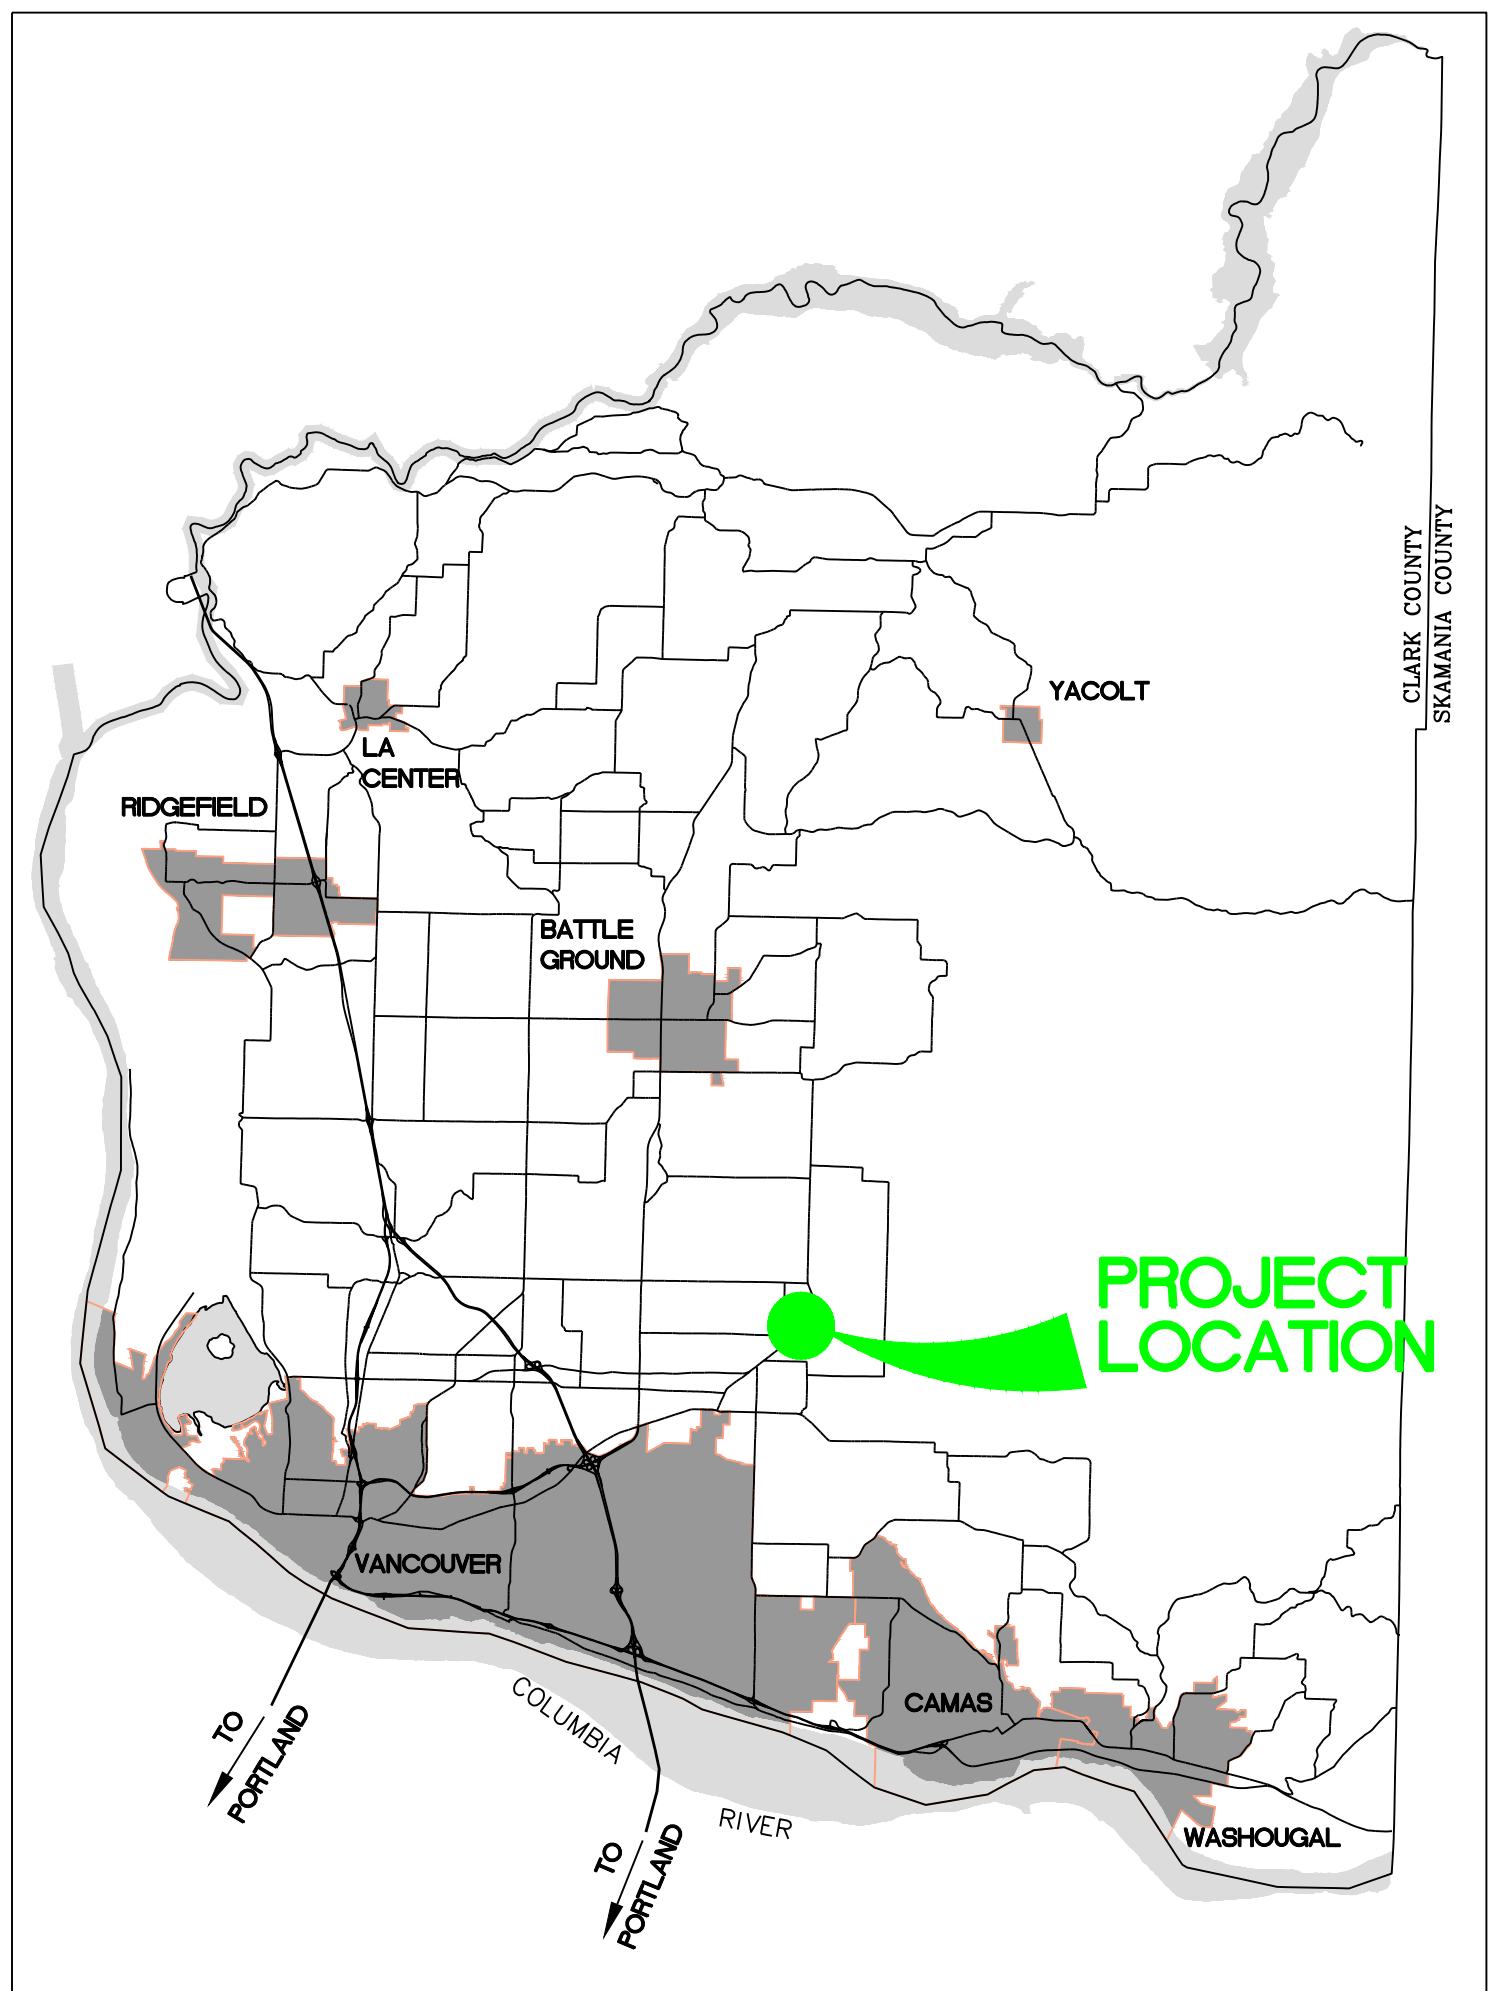 CLARK COUNTY
SKAMANIA COUNTY
YACOLT
LA
CENTER
RIDGEFIELD
BATTLE
GROUND
PROJECT
LOCATION
VANCOUVER
CAMAS
COLUMBIA
RIVER
TO
PORTLAND
TO
PORTLAND
WASHOUGAL